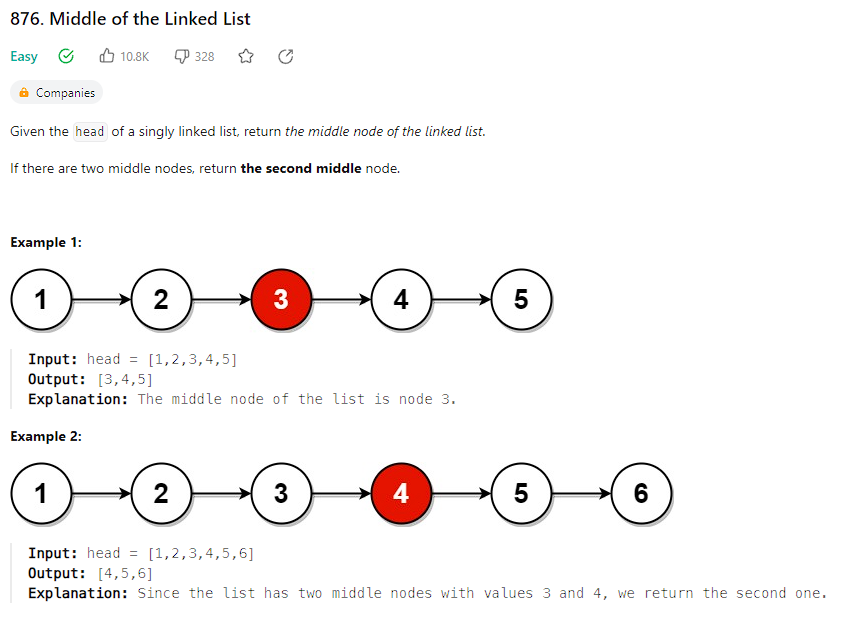 876. Middle of the Linked List
Easy 10.8K 328
Companies
Given the head of a singly linked list, return the middle node of the linked list.
If there are two middle nodes, return the second middle node.
Example 1:
1 2 3 4 5
Input: head = [1,2,3,4,5]
Output: [3,4,5]
Explanation: The middle node of the list is node 3.
Example 2:
1 2 3 4 5 6
Input: head = [1,2,3,4,5,6]
Output: [4,5,6]
Explanation: Since the list has two middle nodes with values 3 and 4, we return the second one.